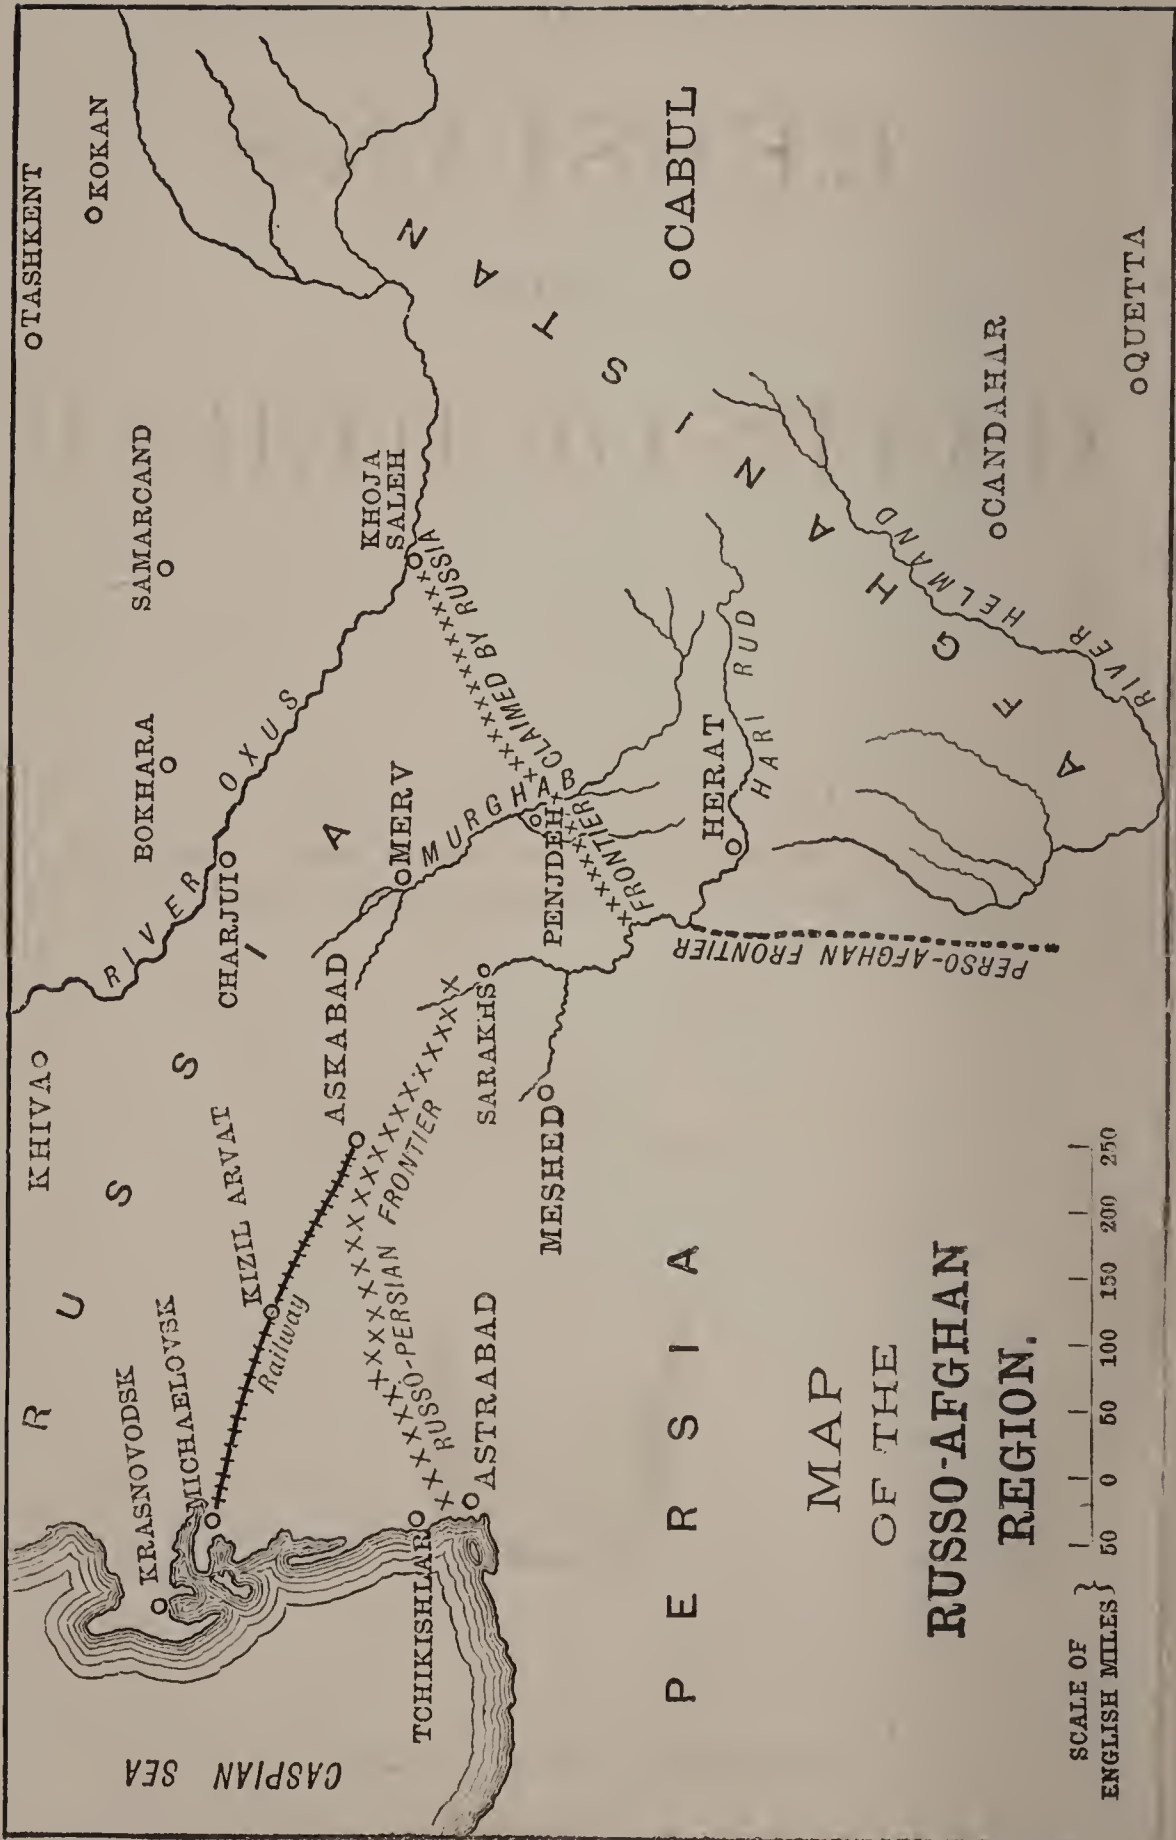 MAP
OF THE
RUSSO-AFGHAN
REGION.
SCALE OF
ENGLISH MILES
50 0 50 100 150 200 250
CASPIAN SEA
RUSSIA
PERSIA
AFGHANISTAN
KRASNOVODSK
MICHAELOVSK
KIZIL ARVAT
Railway
ASKABAD
KHIVA
TCHIKISHLAR
ASTRABAD
RUSSO-PERSIAN FRONTIER
MESHED
SARAKHS
RIVER OXUS
CHARJUI
BOKHARA
SAMARCAND
TASHKENT
KOKAN
KHOJA
SALEH
MERV
MURGHAB
PENJDEH
FRONTIER CLAIMED BY RUSSIA
HERAT
HARI RUD
PERSO-AFGHAN FRONTIER
RIVER HELMAND
CABUL
CANDAHAR
QUETTA